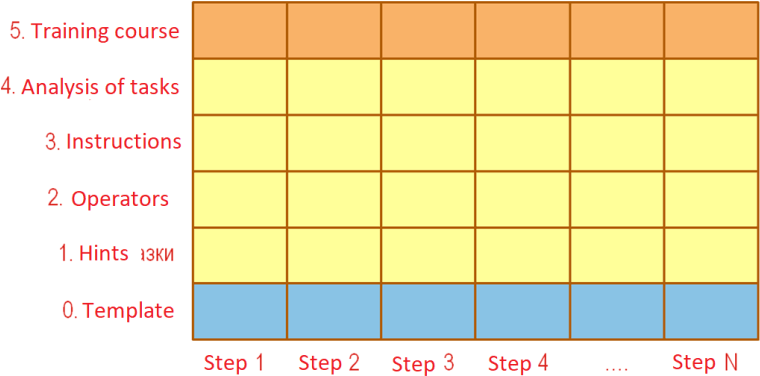 5. Training course
4. Analysis of tasks
3. Instructions
2. Operators
1. Hints азки
0. Template
Step 1 Step 2 Step 3 Step 4 .... Step N